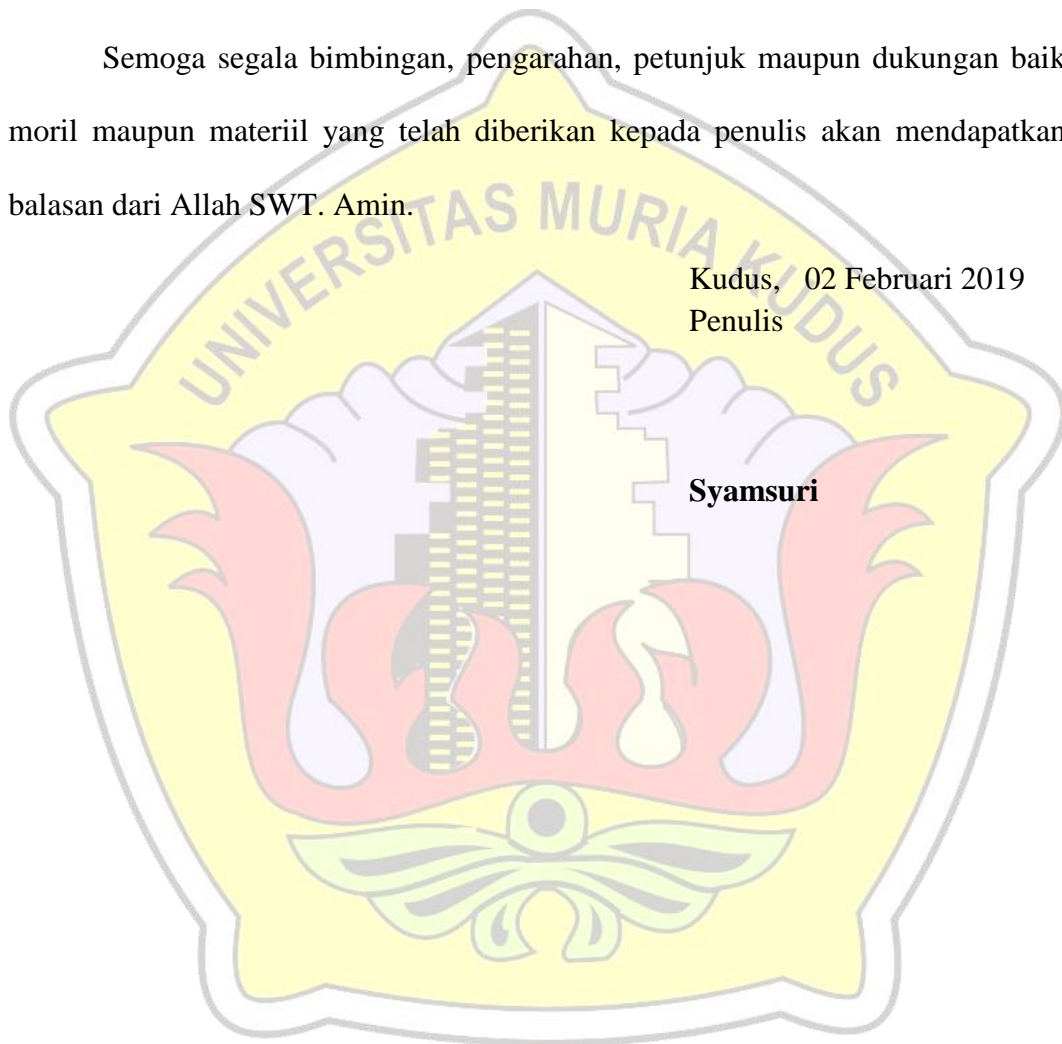 Semoga segala bimbingan, pengarahan, petunjuk maupun dukungan baik
moril maupun materiil yang telah diberikan kepada penulis akan mendapatkan
balasan dari Allah SWT. Amin.
UNIVERSITAS MURIA KUDUS
Kudus, 02 Februari 2019
Penulis
Syamsuri